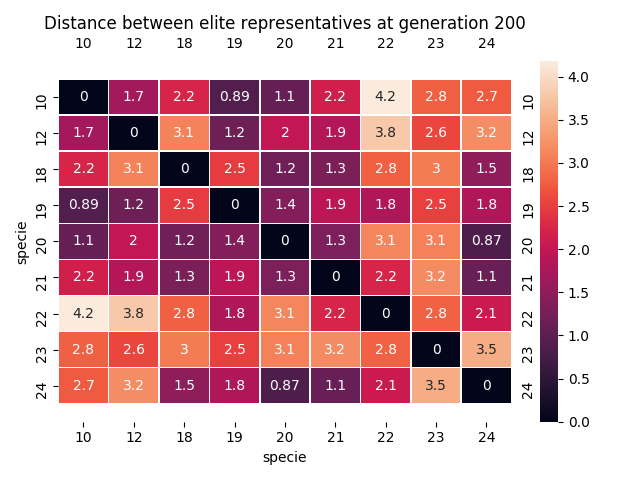 Distance between elite representatives at generation 200
10 12 18 19 20 21 22 23 24
10 0 1.7 2.2 0.89 1.1 2.2 4.2 2.8 2.7 10
12 1.7 0 3.1 1.2 2 1.9 3.8 2.6 3.2 12
18 2.2 3.1 0 2.5 1.2 1.3 2.8 3 1.5 18
19 0.89 1.2 2.5 0 1.4 1.9 1.8 2.5 1.8 19
20 1.1 2 1.2 1.4 0 1.3 3.1 3.1 0.87 20
21 2.2 1.9 1.3 1.9 1.3 0 2.2 3.2 1.1 21
22 4.2 3.8 2.8 1.8 3.1 2.2 0 2.8 2.1 22
23 2.8 2.6 3 2.5 3.1 3.2 2.8 0 3.5 23
24 2.7 3.2 1.5 1.8 0.87 1.1 2.1 3.5 0 24
10 12 18 19 20 21 22 23 24
specie
specie
4.0
3.5
3.0
2.5
2.0
1.5
1.0
0.5
0.0